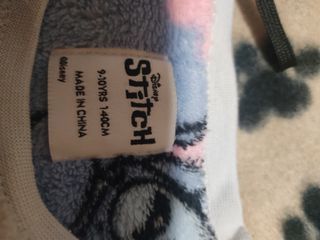 Disney
Stitch
9-10YRS 140CM
MADE IN CHINA
©Disney